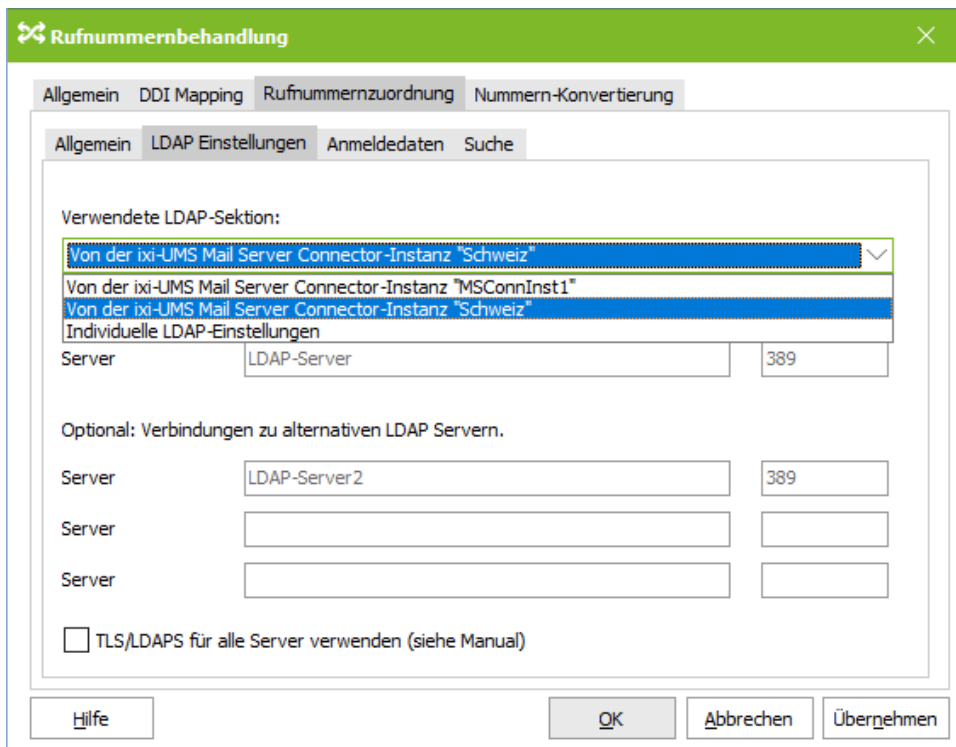 Rufnummernbehandlung
Allgemein DDI Mapping Rufnummernzuordnung Nummern-Konvertierung
Allgemein LDAP Einstellungen Anmeldedaten Suche
Verwendete LDAP-Sektion:
Von der ixi-UMS Mail Server Connector-Instanz "Schweiz"
Von der ixi-UMS Mail Server Connector-Instanz "MSConnInst1"
Von der ixi-UMS Mail Server Connector-Instanz "Schweiz"
Individuelle LDAP-Einstellungen
Server LDAP-Server 389
Optional: Verbindungen zu alternativen LDAP Servern.
Server LDAP-Server2 389
Server
Server
TLS/LDAPS für alle Server verwenden (siehe Manual)
Hilfe OK Abbrechen Übernehmen